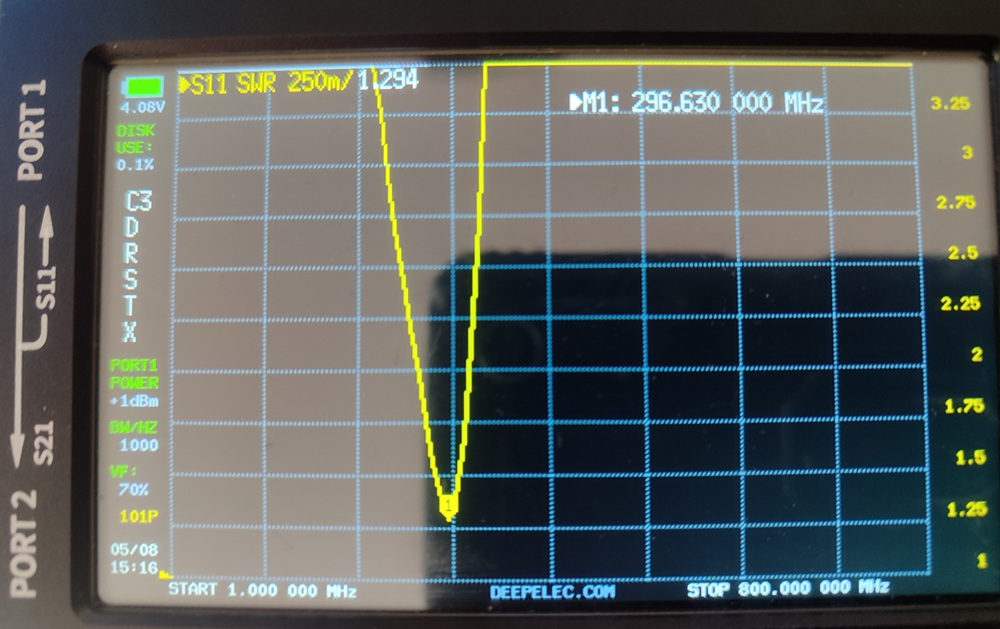 PORT 1
S11
S21
PORT 2
4.08V
DISK
USE:
0.1%
C3
D
R
S
T
X
PORT1
POWER
+1dBm
BW/HZ
1000
VF:
70%
101P
05/08
15:16
S11 SWR 250m/ 1.294
M1: 296.630 000 MHz
1
3.25
3
2.75
2.5
2.25
2
1.75
1.5
1.25
1
START 1.000 000 MHz
DEEPELEC.COM
STOP 800.000 000 MHz